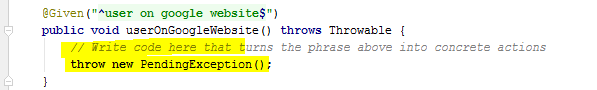 @Given("^user on google website$")
public void userOnGoogleWebsite() throws Throwable {
// Write code here that turns the phrase above into concrete actions
throw new PendingException();
}